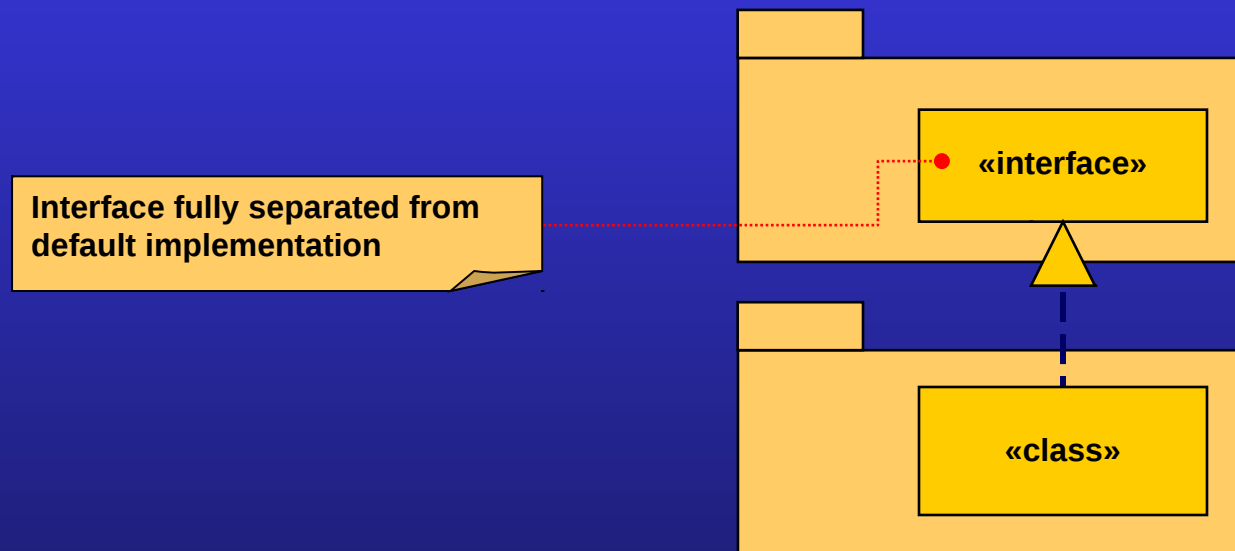 «interface»
Interface fully separated from
default implementation
«class»